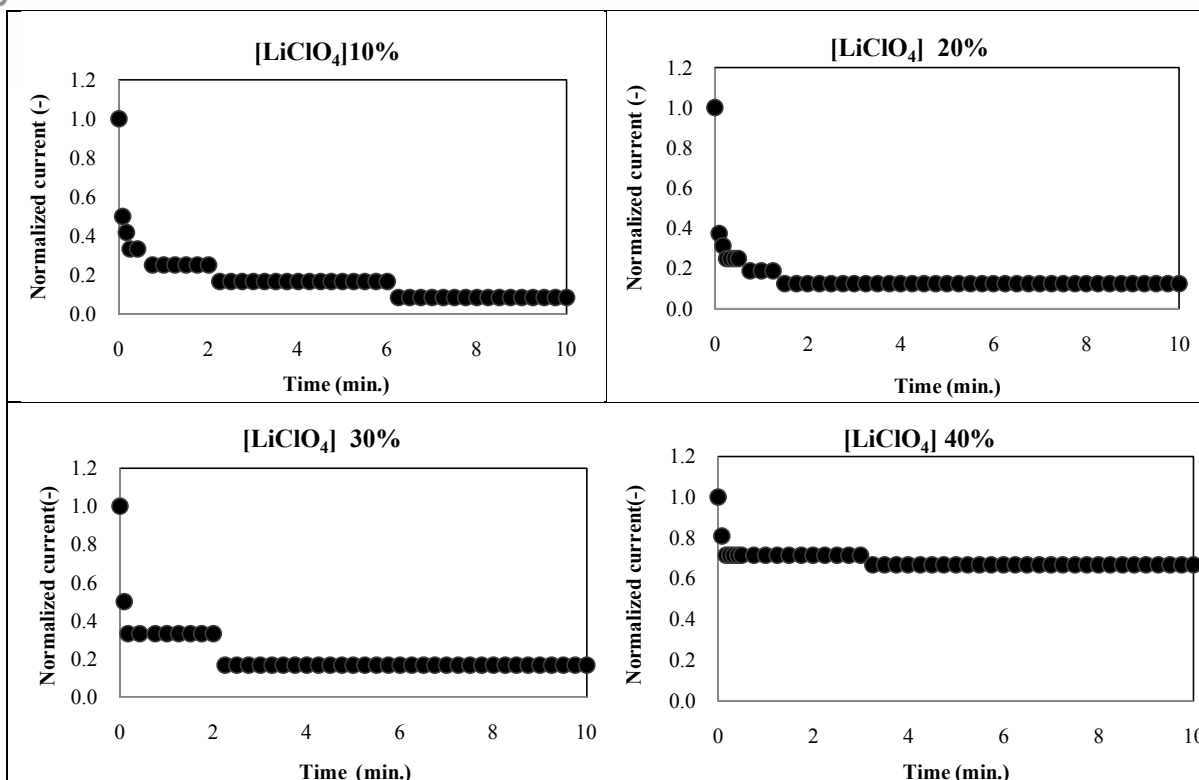 [LiClO₄]10%
Normalized current (-)
1.2
1.0
0.8
0.6
0.4
0.2
0.0
0 2 4 6 8 10
Time (min.)
[LiClO₄] 20%
Normalized current (-)
1.2
1.0
0.8
0.6
0.4
0.2
0.0
0 2 4 6 8 10
Time (min.)
[LiClO₄] 30%
Normalized current(-)
1.2
1.0
0.8
0.6
0.4
0.2
0.0
0 2 4 6 8 10
Time (min.)
[LiClO₄] 40%
Normalized current(-)
1.2
1.0
0.8
0.6
0.4
0.2
0.0
0 2 4 6 8 10
Time (min.)